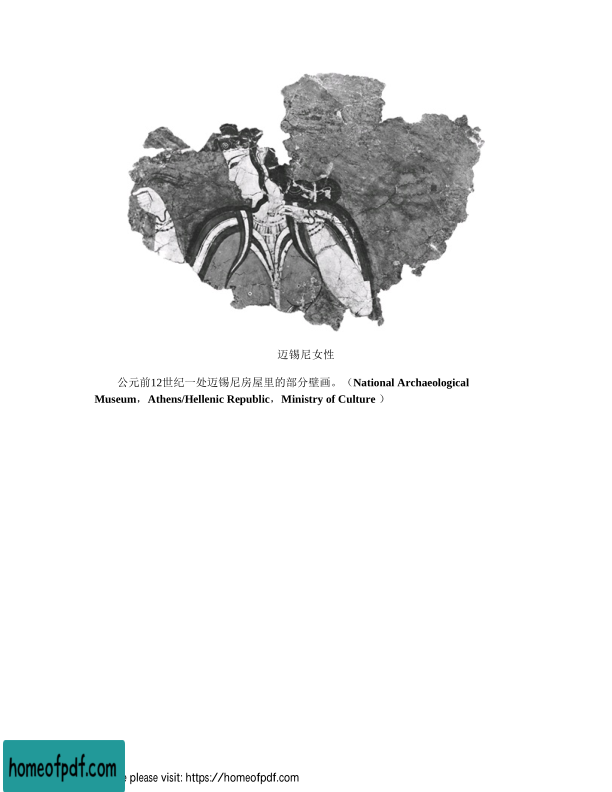 迈锡尼女性
公元前12世纪一处迈锡尼房屋里的部分壁画。（National Archaeological
Museum，Athens/Hellenic Republic，Ministry of Culture ）
homeofpdf.com
please visit: https://homeofpdf.com